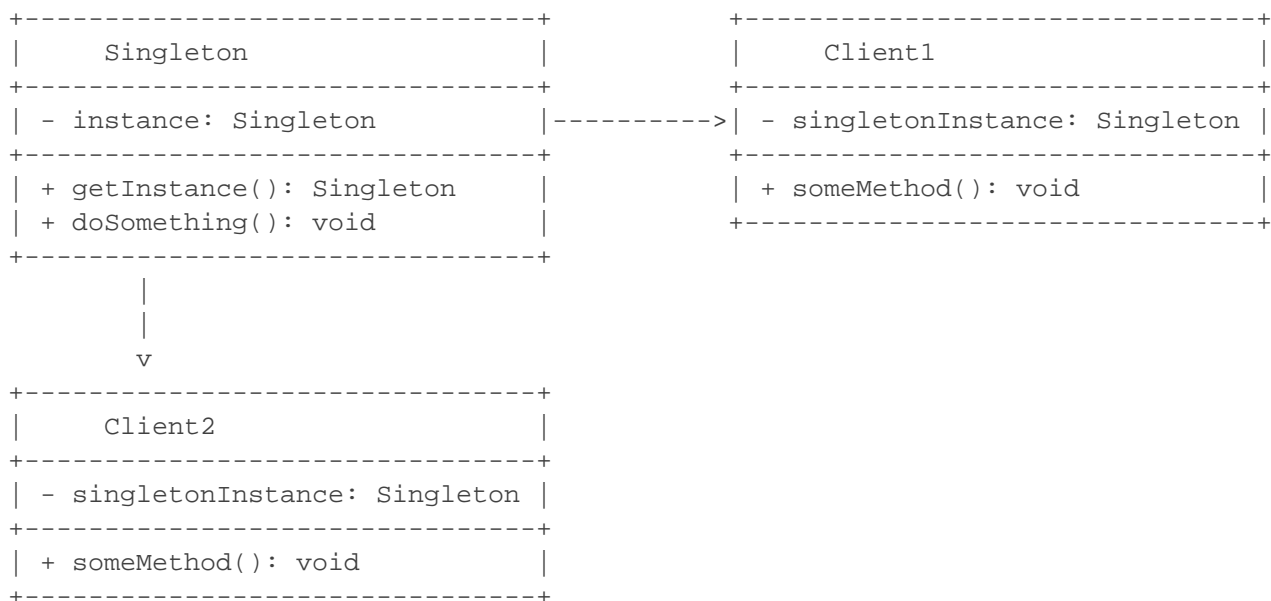 Singleton
- instance: Singleton
+ getInstance(): Singleton
+ doSomething(): void
Client1
- singletonInstance: Singleton
+ someMethod(): void
Client2
- singletonInstance: Singleton
+ someMethod(): void